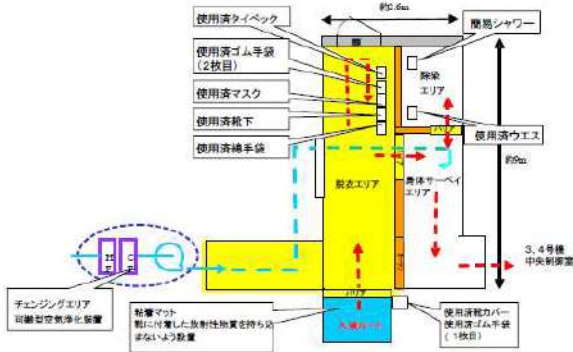 約2.6m
使用済タイベック
使用済ゴム手袋
(2枚目)
使用済マスク
使用済靴下
使用済綿手袋
簡易シャワー
除染
エリア
バリア
使用済ウエス
約9m
脱衣エリア
身体サーベイ
エリア
3,4号機
中央制御室
チェンジングエリア
可搬型空気浄化装置
粘着マット
靴に付着した放射性物質を持ち込
まないよう設置
バリア
入域ルート
使用済靴カバー
使用済ゴム手袋
(1枚目)